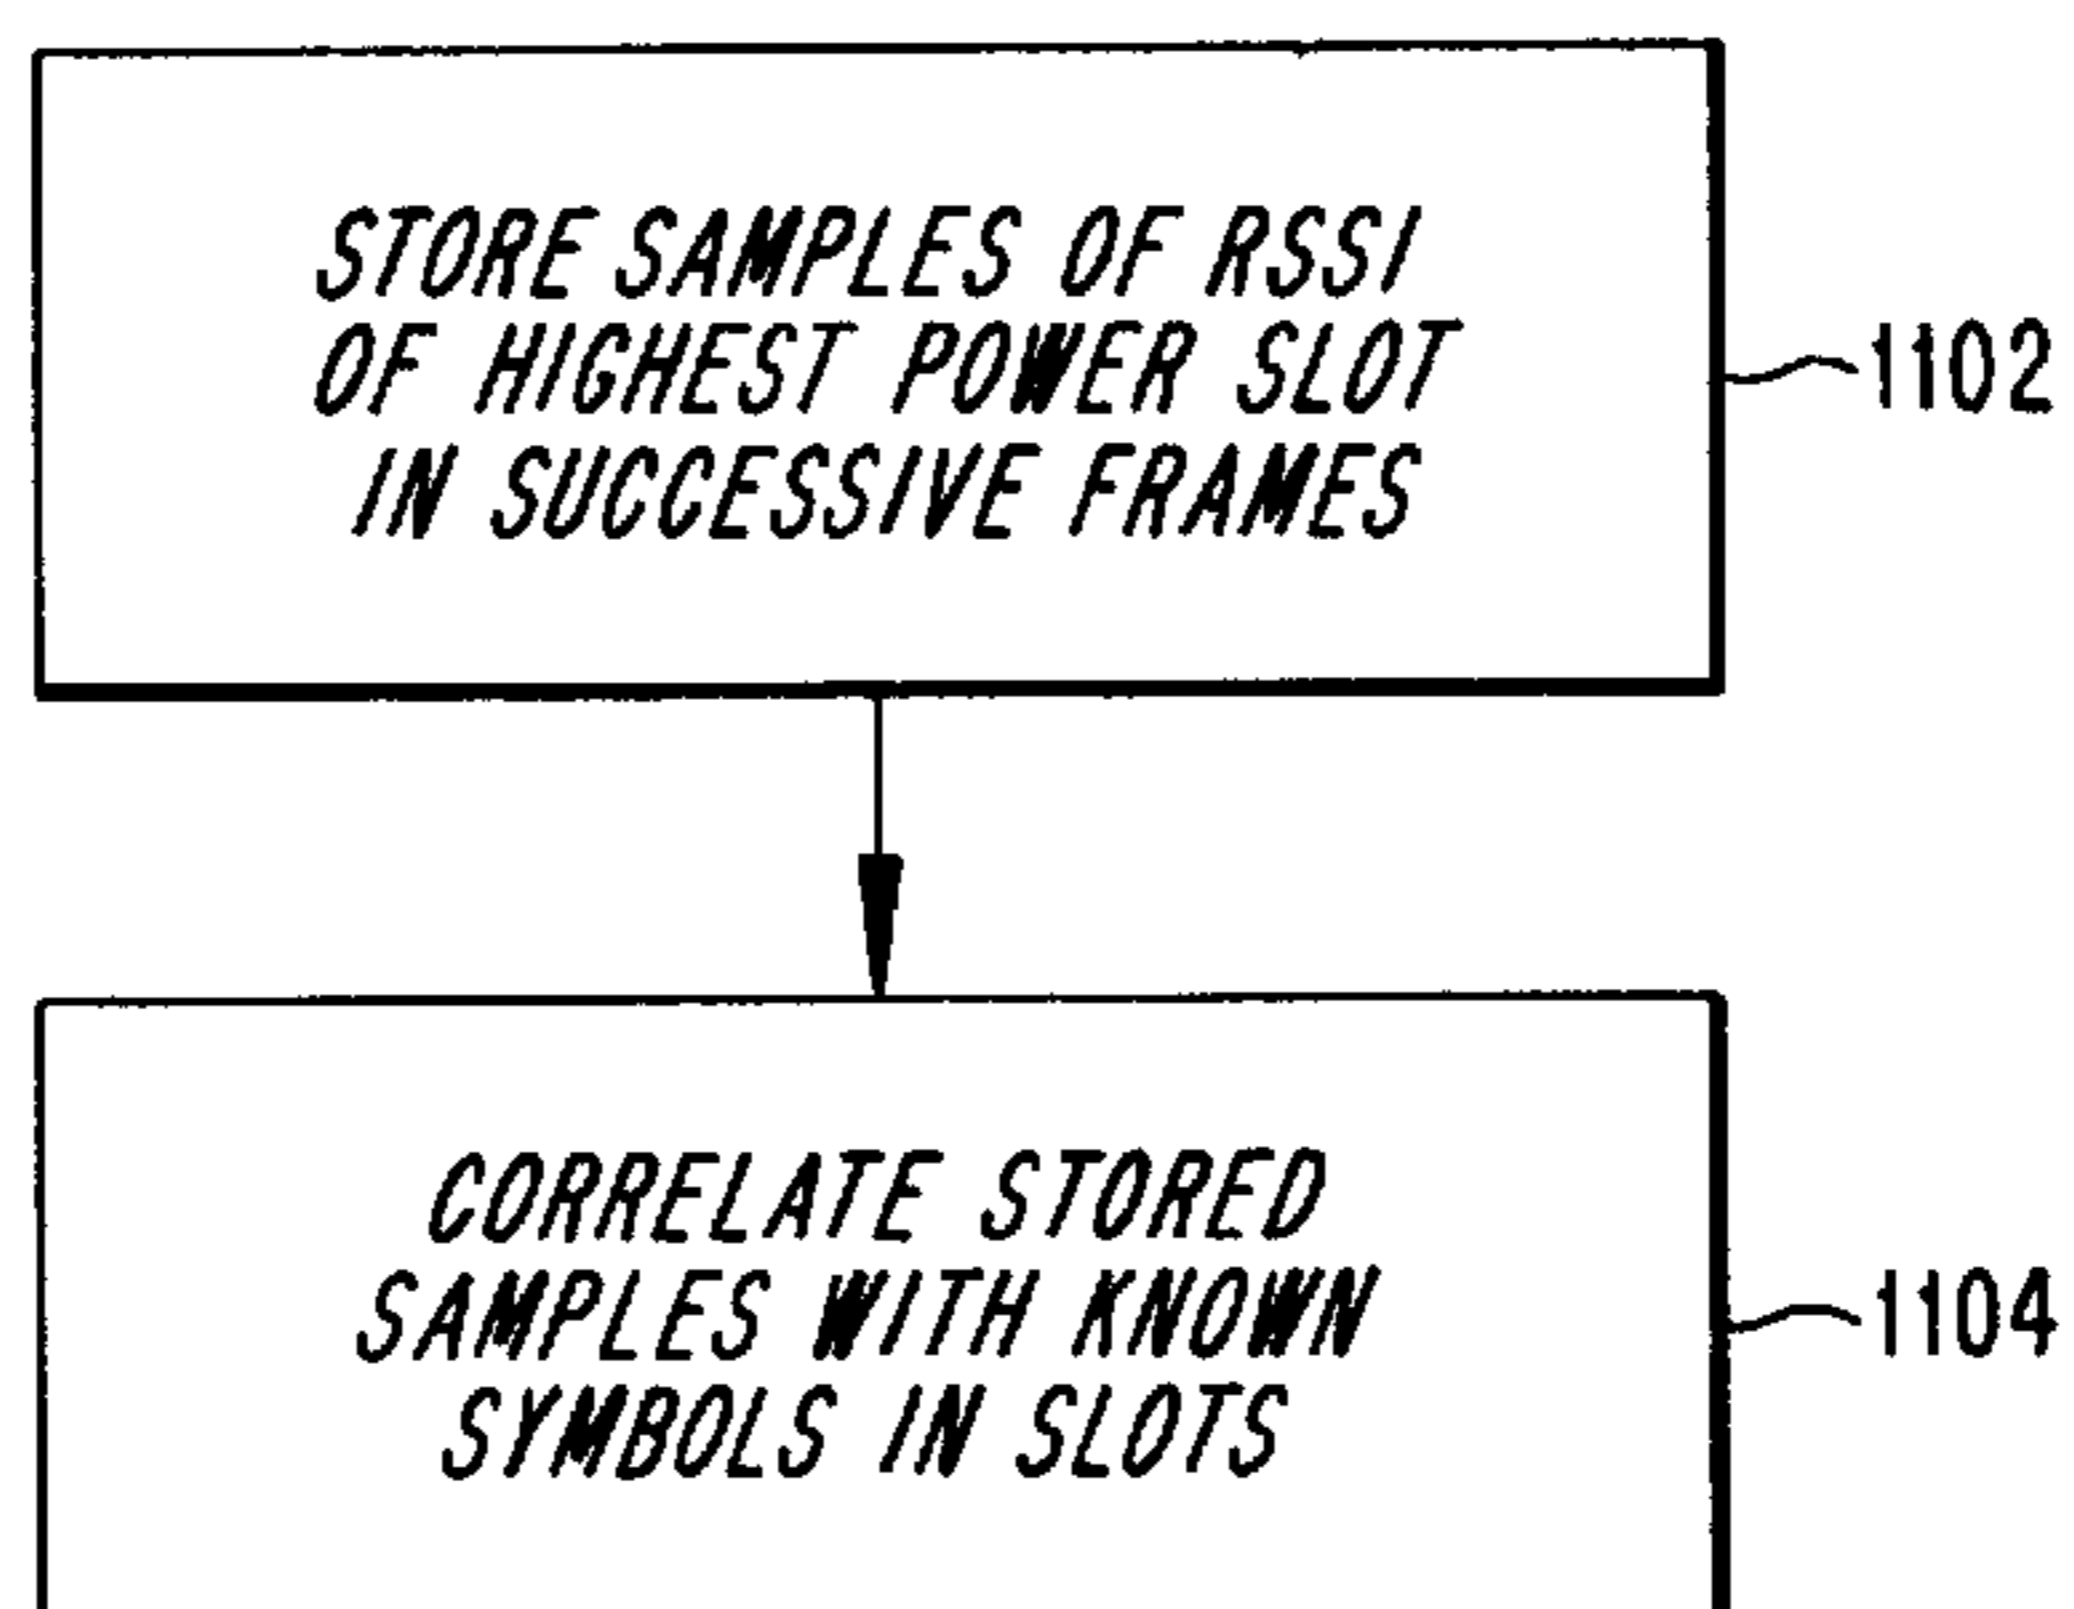 STORE SAMPLES OF RSSI
OF HIGHEST POWER SLOT
IN SUCCESSIVE FRAMES
1102
CORRELATE STORED
SAMPLES WITH KNOWN
SYMBOLS IN SLOTS
1104